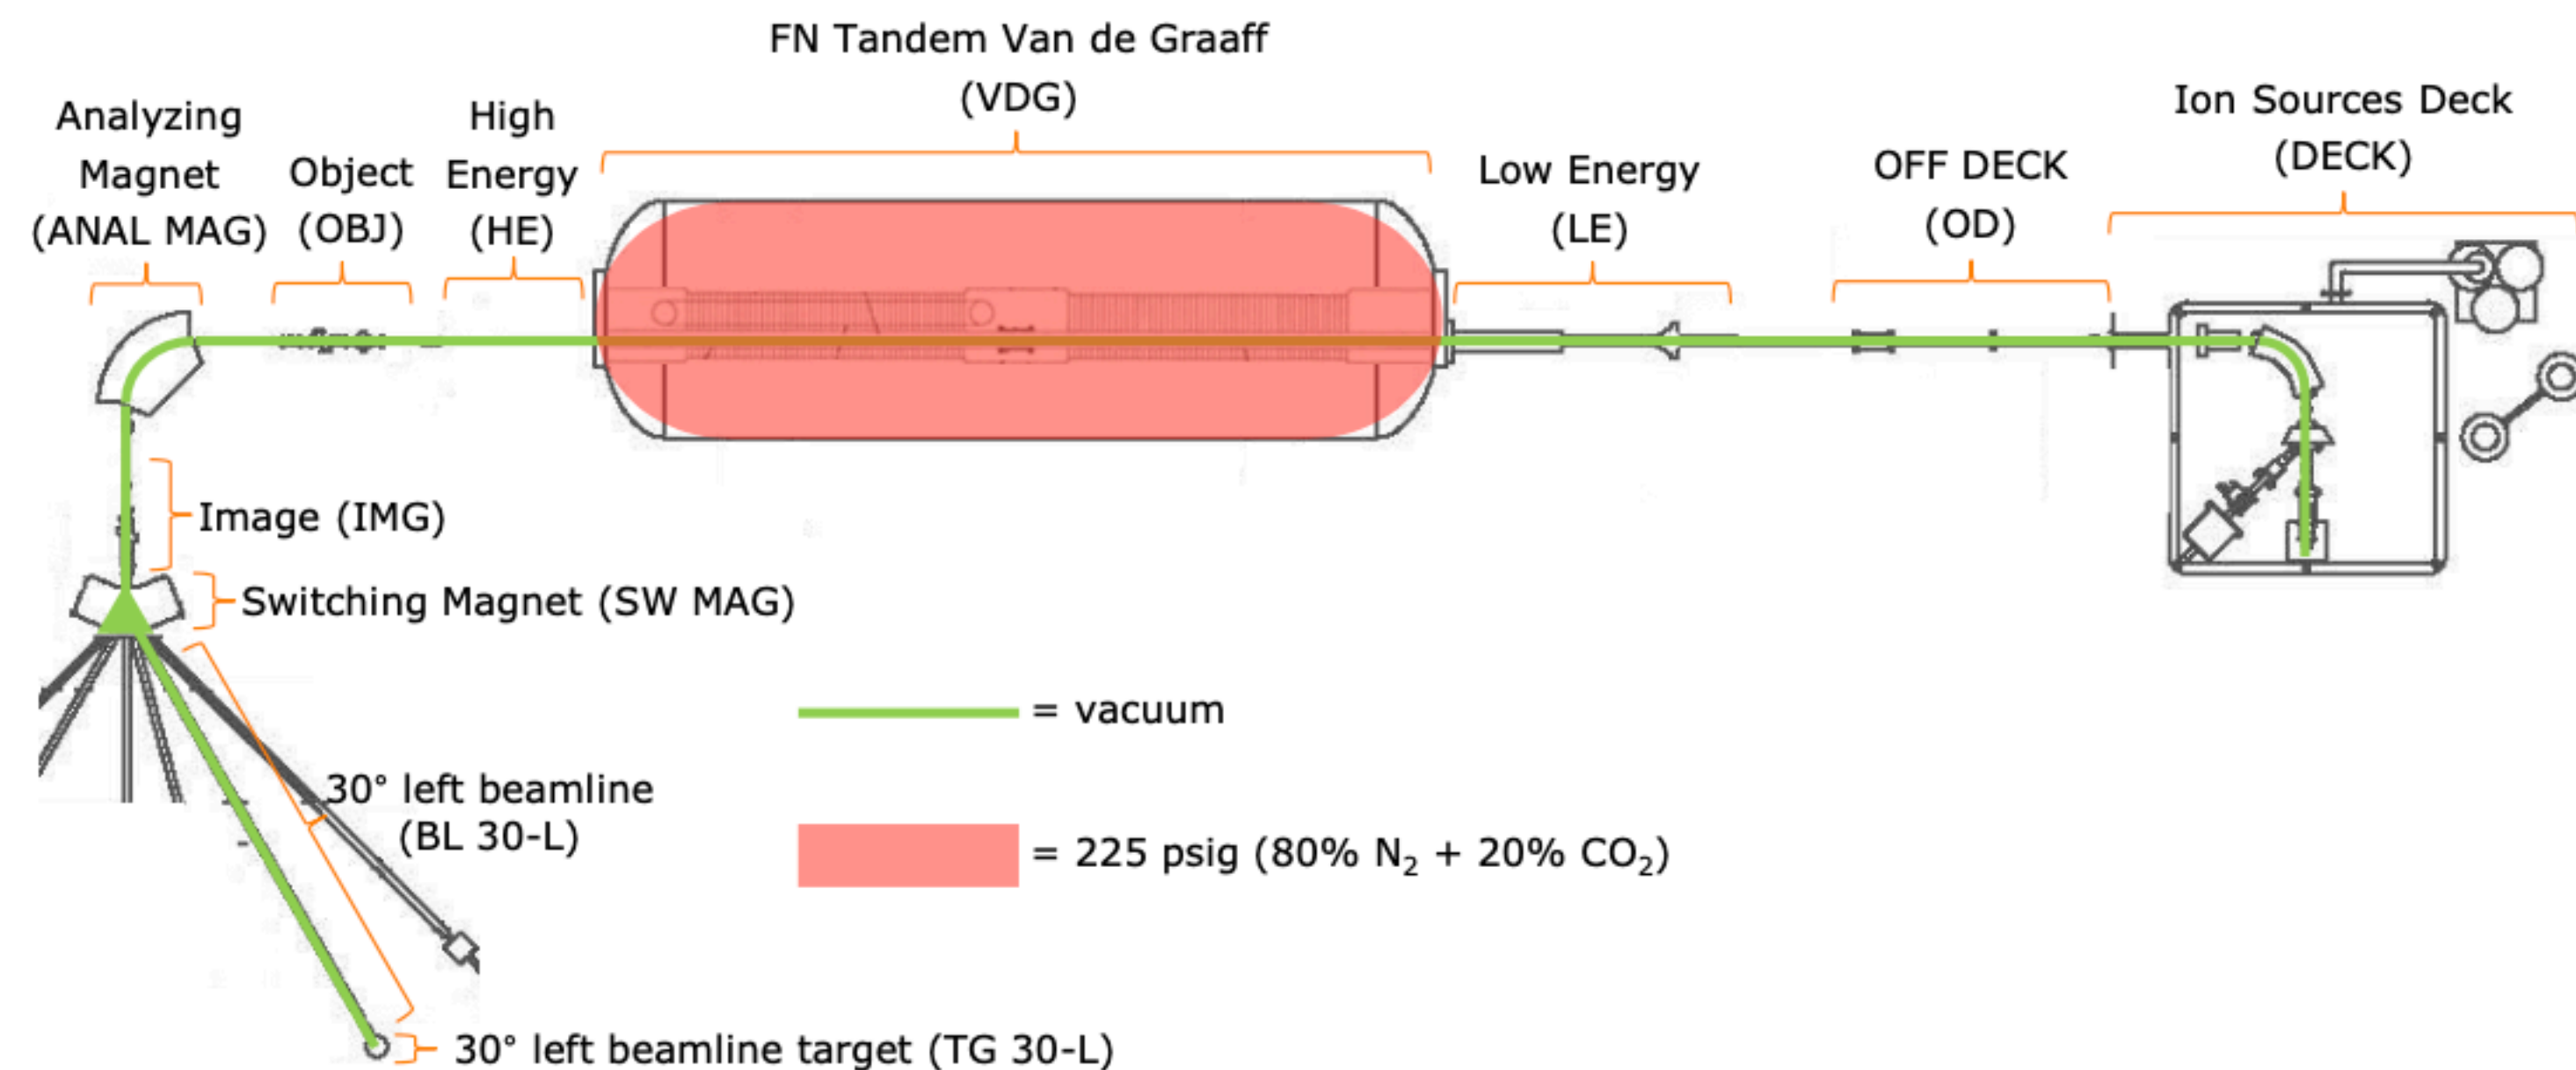 FN Tandem Van de Graaff
(VDG)
Analyzing
Magnet
(ANAL MAG)
Object
(OBJ)
High
Energy
(HE)
Low Energy
(LE)
OFF DECK
(OD)
Ion Sources Deck
(DECK)
Image (IMG)
Switching Magnet (SW MAG)
= vacuum
30° left beamline
(BL 30-L)
= 225 psig (80% N₂ + 20% CO₂)
30° left beamline target (TG 30-L)